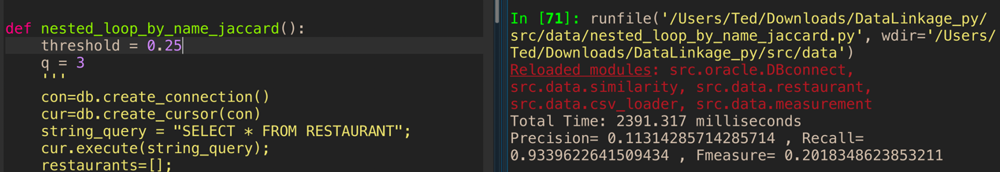 def nested_loop_by_name_jaccard():
    threshold = 0.25
    q = 3
    '''
    con=db.create_connection()
    cur=db.create_cursor(con)
    string_query = "SELECT * FROM RESTAURANT";
    cur.execute(string_query);
    restaurants=[];
In [71]: runfile('/Users/Ted/Downloads/DataLinkage_py/
src/data/nested_loop_by_name_jaccard.py', wdir='/Users/
Ted/Downloads/DataLinkage_py/src/data')
Reloaded modules: src.oracle.DBconnect,
src.data.similarity, src.data.restaurant,
src.data.csv_loader, src.data.measurement
Total Time: 2391.317 milliseconds
Precision= 0.11314285714285714 , Recall=
0.9339622641509434 , Fmeasure= 0.2018348623853211